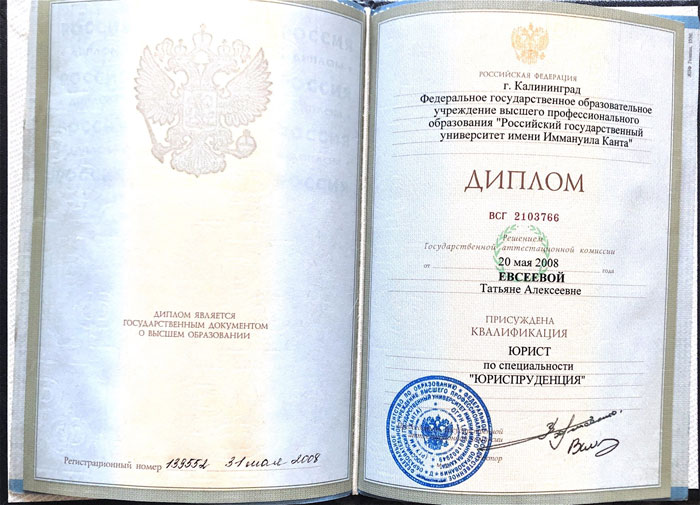 ДИПЛОМ ЯВЛЯЕТСЯ
ГОСУДАРСТВЕННЫМ ДОКУМЕНТОМ
О ВЫСШЕМ ОБРАЗОВАНИИ
Регистрационный номер 139552 31 мая 2008
РОССИЙСКАЯ ФЕДЕРАЦИЯ
г. Калининград
Федеральное государственное образовательное
учреждение высшего профессионального
образования "Российский государственный
университет имени Иммануила Канта"
ДИПЛОМ
ВСГ 2103766
Решением
Государственной аттестационной комиссии
от 20 мая 2008 года
ЕВСЕЕВОЙ
Татьяне Алексеевне
ПРИСУЖДЕНА
КВАЛИФИКАЦИЯ
ЮРИСТ
по специальности
"ЮРИСПРУДЕНЦИЯ"